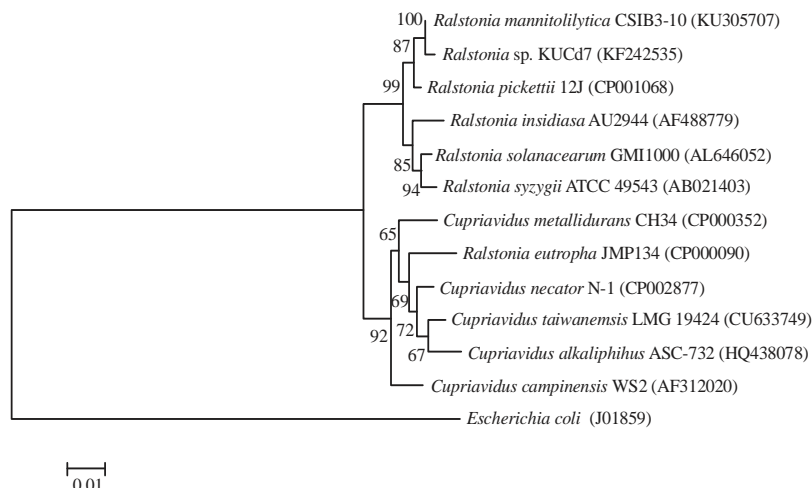 100
Ralstonia mannitolilytica CSIB3-10 (KU305707)
87
Ralstonia sp. KUCd7 (KF242535)
99
Ralstonia pickettii 12J (CP001068)
Ralstonia insidiasa AU2944 (AF488779)
85
Ralstonia solanacearum GMI1000 (AL646052)
94
Ralstonia syzygii ATCC 49543 (AB021403)
65
Cupriavidus metallidurans CH34 (CP000352)
Ralstonia eutropha JMP134 (CP000090)
69
Cupriavidus necator N-1 (CP002877)
72
Cupriavidus taiwanemsis LMG 19424 (CU633749)
92
67
Cupriavidus alkaliphihus ASC-732 (HQ438078)
Cupriavidus campinensis WS2 (AF312020)
Escherichia coli (J01859)
0.01